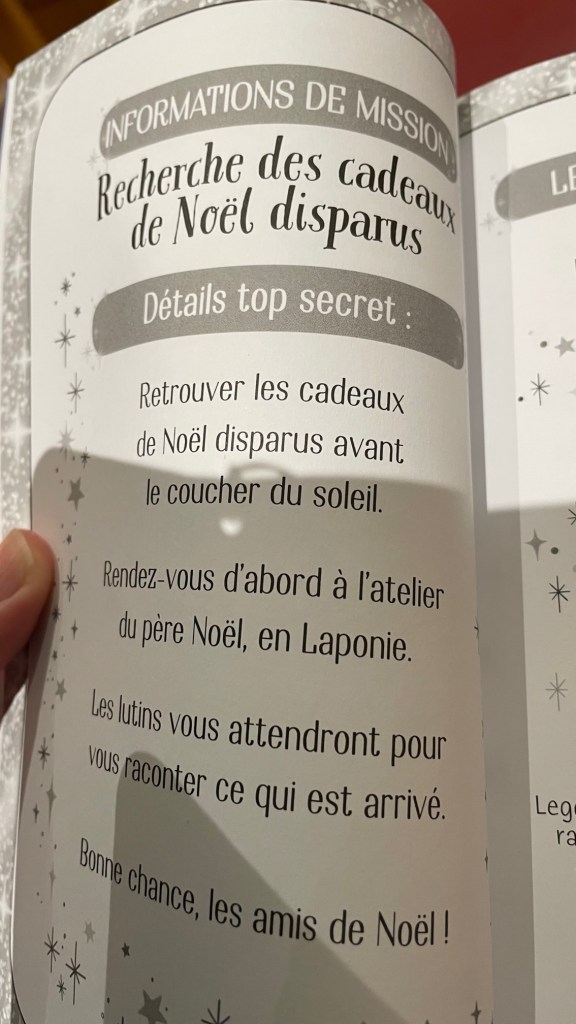 INFORMATIONS DE MISSION
Recherche des cadeaux
de Noël disparus
Détails top secret :
Retrouver les cadeaux
de Noël disparus avant
le coucher du soleil.
Rendez-vous d'abord à l'atelier
du père Noël, en Laponie.
Les lutins vous attendront pour
vous raconter ce qui est arrivé.
Bonne chance, les amis de Noël !